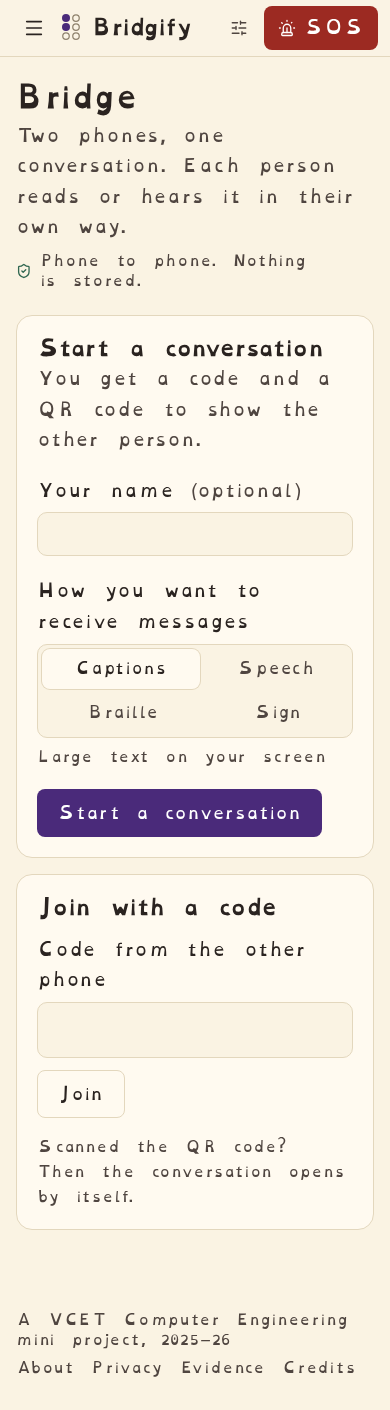 Bridgify
SOS
Bridge
Two phones, one
conversation. Each person
reads or hears it in their
own way.
Phone to phone. Nothing
is stored.
Start a conversation
You get a code and a
QR code to show the
other person.
Your name (optional)
How you want to
receive messages
Captions Speech
Braille Sign
Large text on your screen
Start a conversation
Join with a code
Code from the other
phone
Join
Scanned the QR code?
Then the conversation opens
by itself.
A VCET Computer Engineering
mini project, 2025–26
About Privacy Evidence Credits